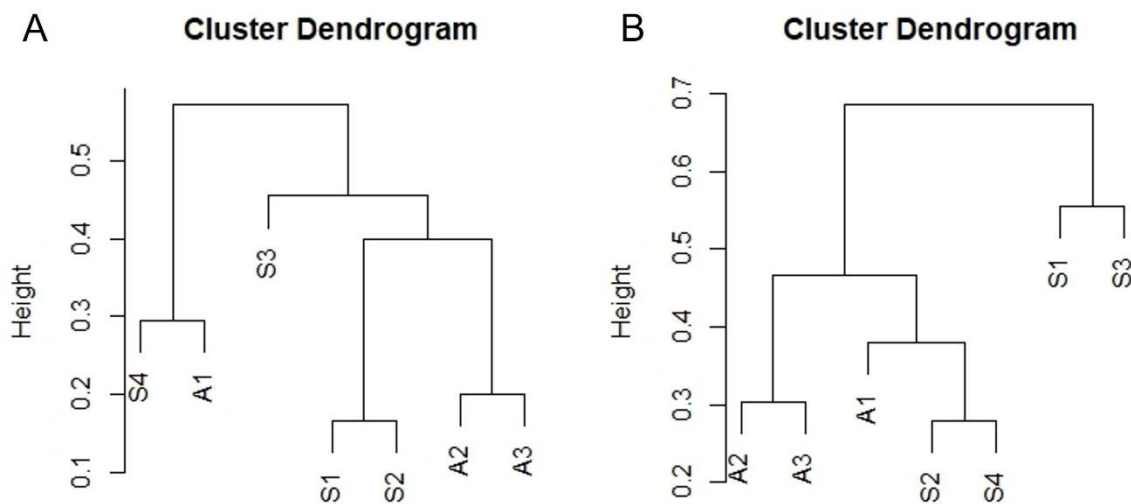 A
Cluster Dendrogram
Height
0.5
0.4
0.3
0.2
0.1
S3
S4
A1
A2
A3
S1
S2
B
Cluster Dendrogram
Height
0.7
0.6
0.5
0.4
0.3
0.2
S1
S3
A1
A2
A3
S2
S4